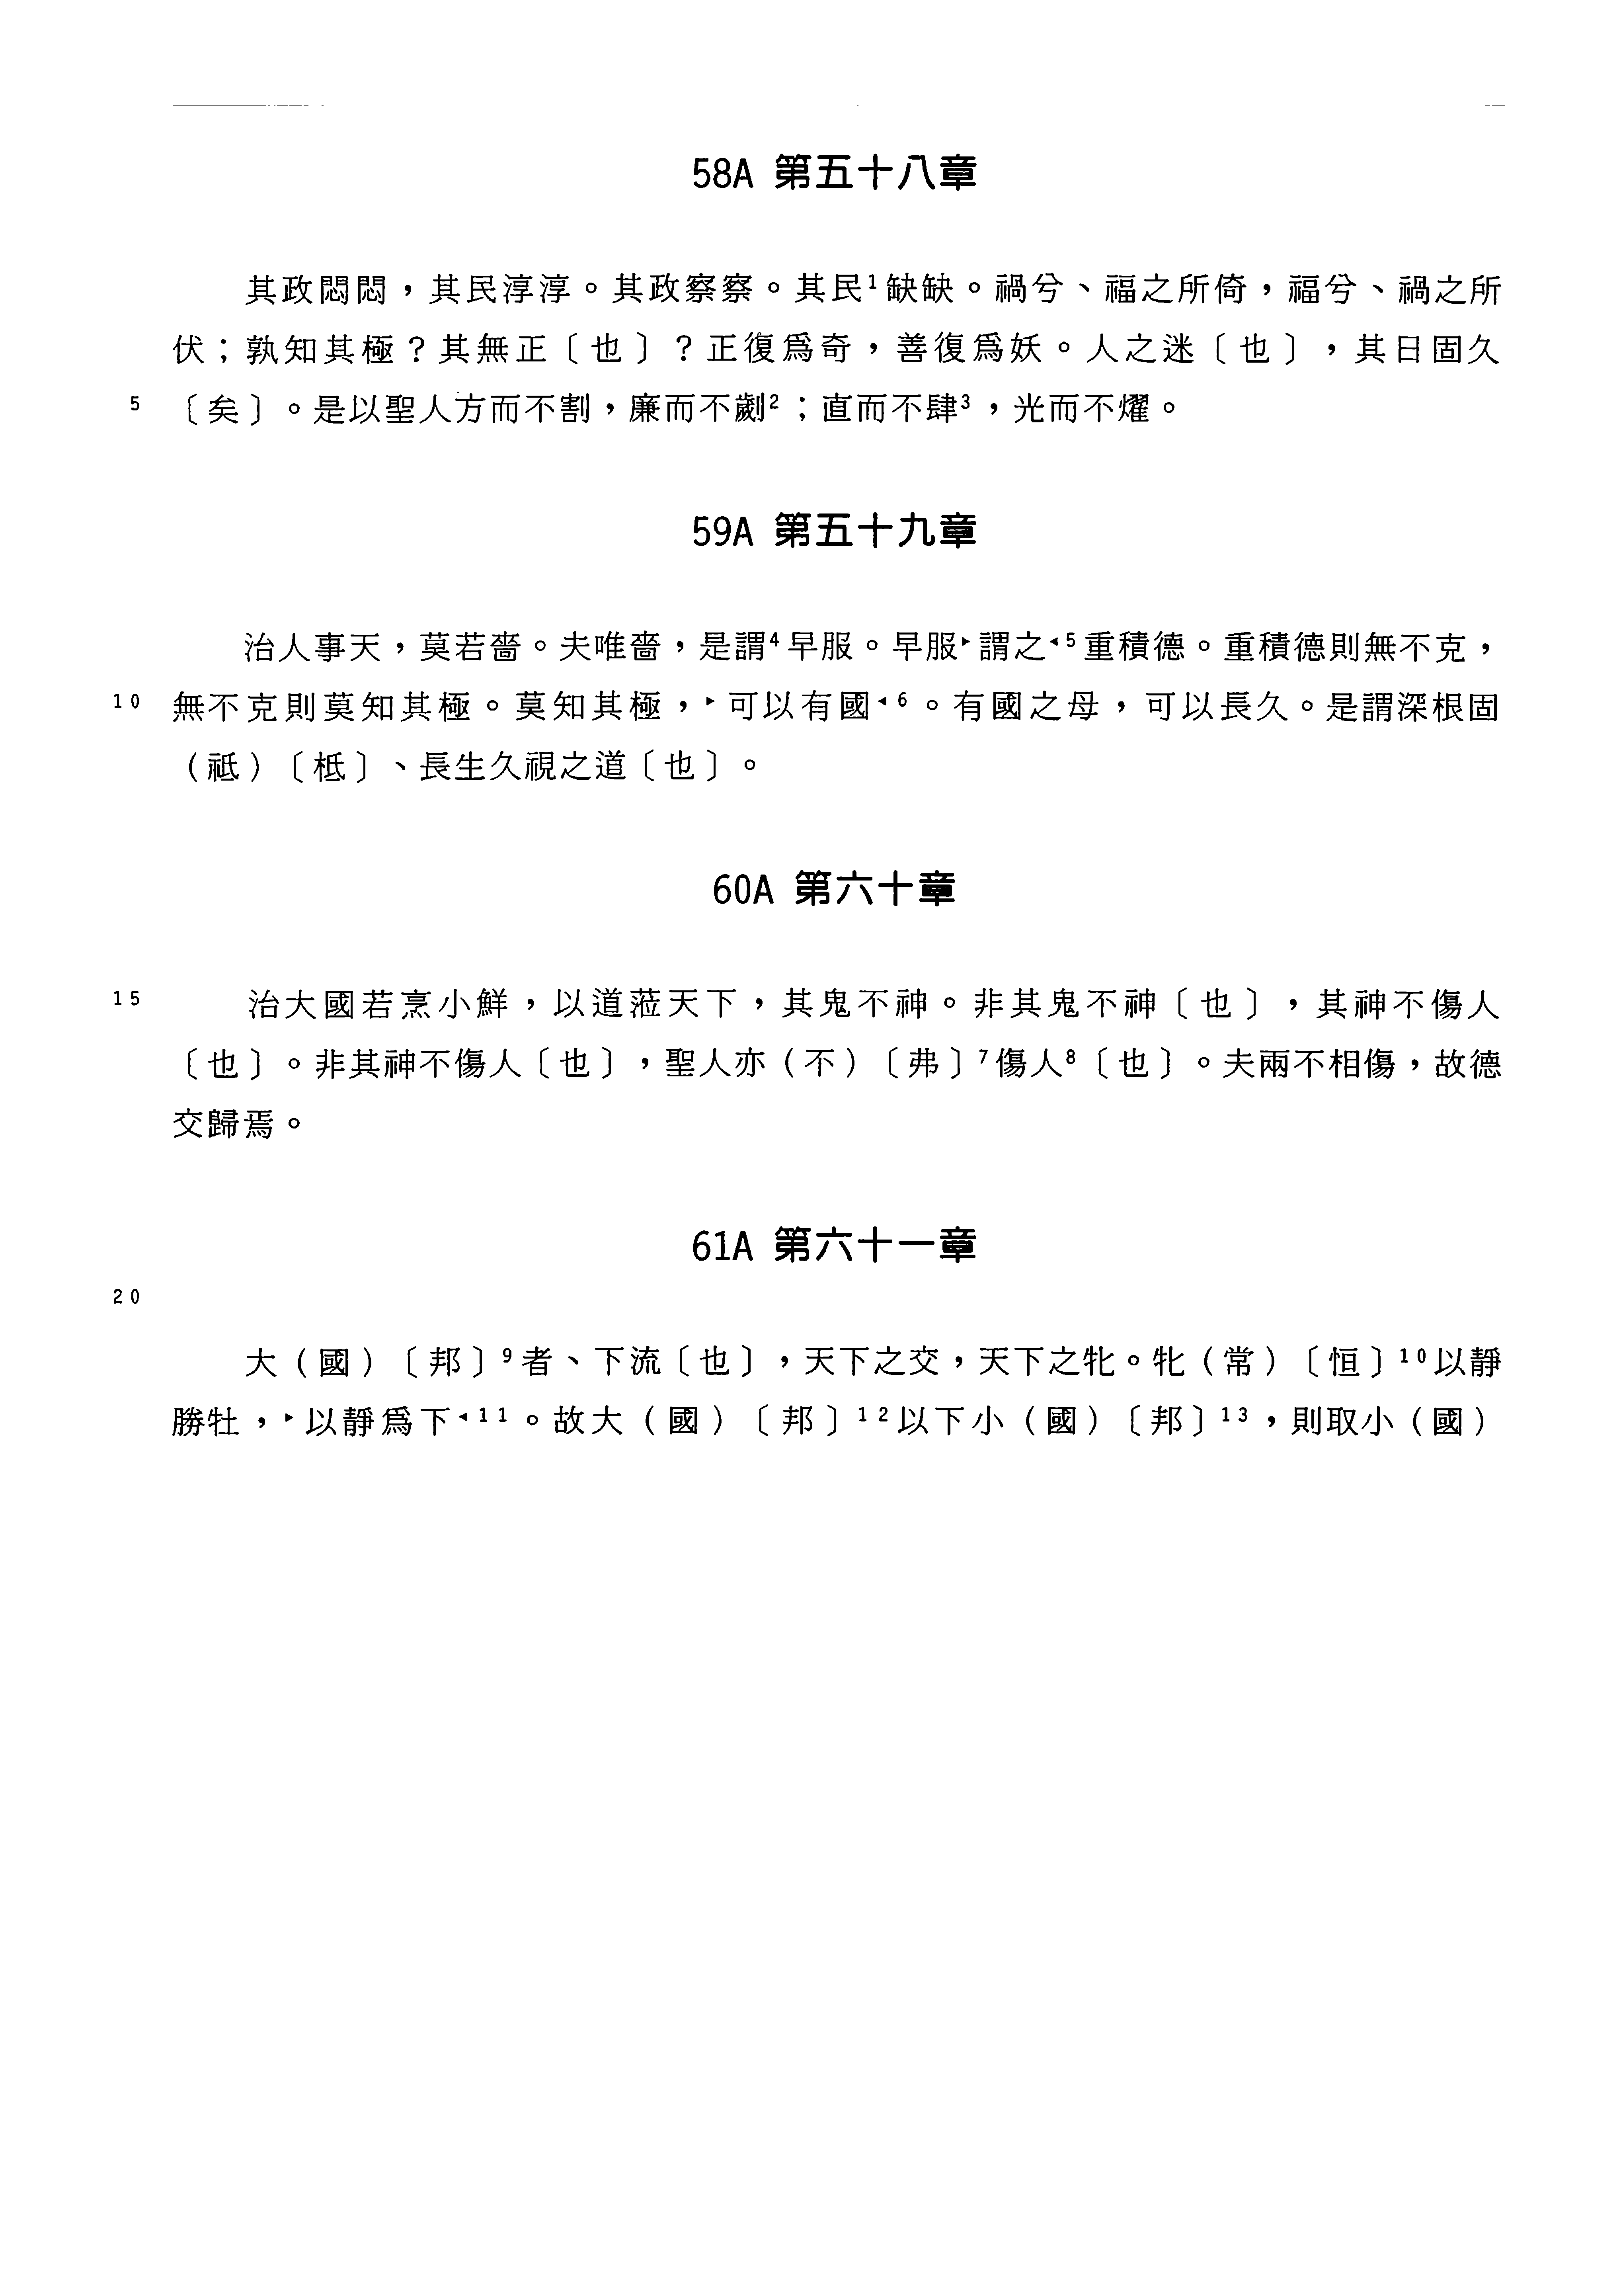 58A 第五十八章
其政悶悶，其民淳淳。其政察察。其民¹缺缺。禍兮、福之所倚，福兮、禍之所
伏；孰知其極？其無正〔也〕？正復爲奇，善復爲妖。人之迷〔也〕，其日固久
5 〔矣〕。是以聖人方而不割，廉而不劌²；直而不肆³，光而不燿。
59A 第五十九章
治人事天，莫若嗇。夫唯嗇，是謂⁴早服。早服▸謂之◂⁵重積德。重積德則無不克，
10 無不克則莫知其極。莫知其極，▸可以有國◂⁶。有國之母，可以長久。是謂深根固
（祗）〔柢〕、長生久視之道〔也〕。
60A 第六十章
15 治大國若烹小鮮，以道蒞天下，其鬼不神。非其鬼不神〔也〕，其神不傷人
〔也〕。非其神不傷人〔也〕，聖人亦（不）〔弗〕⁷傷人⁸〔也〕。夫兩不相傷，故德
交歸焉。
61A 第六十一章
20
大（國）〔邦〕⁹者、下流〔也〕，天下之交，天下之牝。牝（常）〔恒〕¹⁰以靜
勝牡，▸以靜爲下◂¹¹。故大（國）〔邦〕¹²以下小（國）〔邦〕¹³，則取小（國）